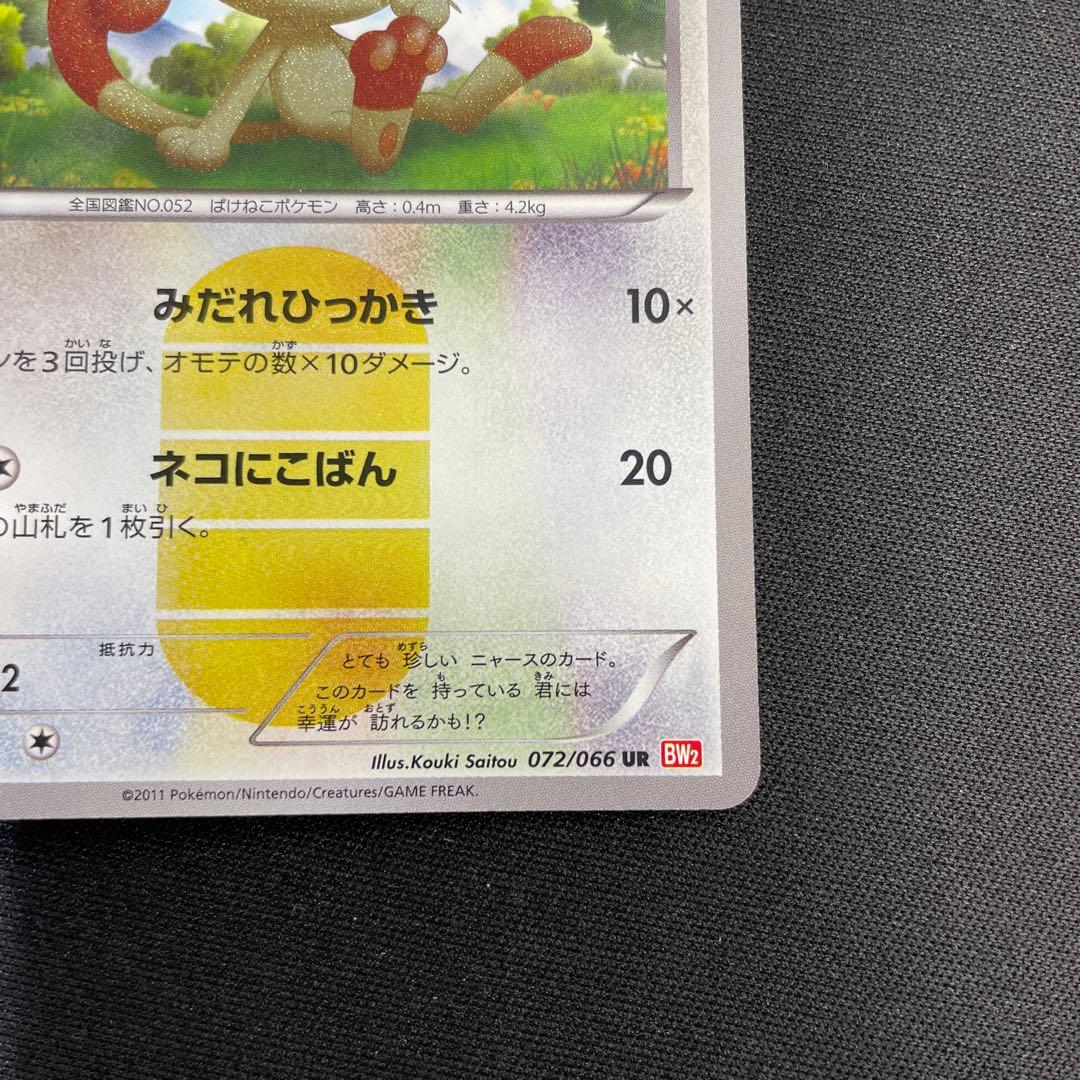 全国図鑑NO.052 ばけねこポケモン 高さ：0.4m 重さ：4.2kg
みだれひっかき 10×
ンを3回投げ、オモテの数×10ダメージ。
ネコにこばん 20
の山札を1枚引く。
抵抗力
2
とても 珍しい ニャースのカード。
このカードを 持っている 君には
幸運が 訪れるかも!?
Illus.Kouki Saitou 072/066 UR BW2
©2011 Pokémon/Nintendo/Creatures/GAME FREAK.